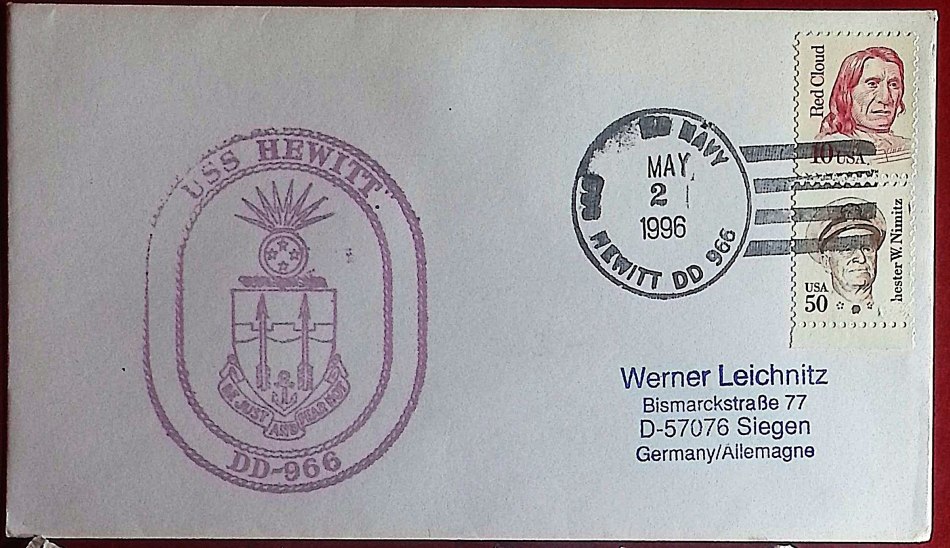 USS HEWITT
BE JUST AND FEAR NOT
DD-966
NAVY
MAY
2
1996
HEWITT DD 966
Red Cloud
10 USA
hester W. Nimitz
USA
50
Werner Leichnitz
Bismarckstraße 77
D-57076 Siegen
Germany/Allemagne